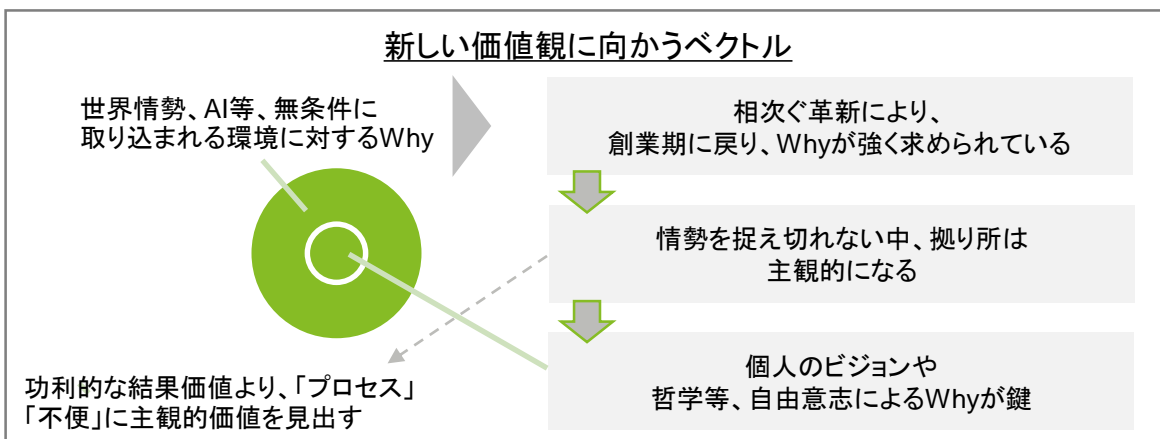 新しい価値観に向かうベクトル
世界情勢、AI等、無条件に
取り込まれる環境に対するWhy
相次ぐ革新により、
創業期に戻り、Whyが強く求められている
情勢を捉え切れない中、拠り所は
主観的になる
個人のビジョンや
哲学等、自由意志によるWhyが鍵
功利的な結果価値より、「プロセス」
「不便」に主観的価値を見出す